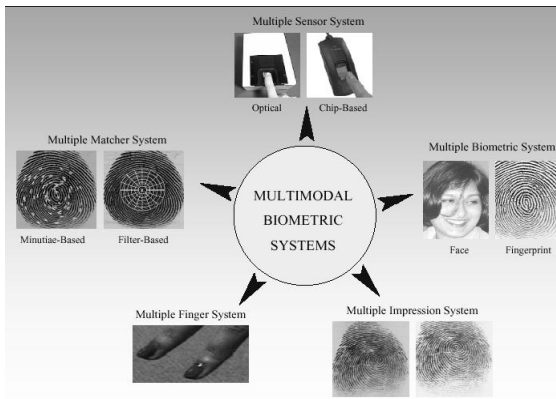 Multiple Sensor System
Optical
Chip-Based
Multiple Matcher System
Minutiae-Based
Filter-Based
Multiple Biometric System
Face
Fingerprint
MULTIMODAL
BIOMETRIC
SYSTEMS
Multiple Finger System
Multiple Impression System